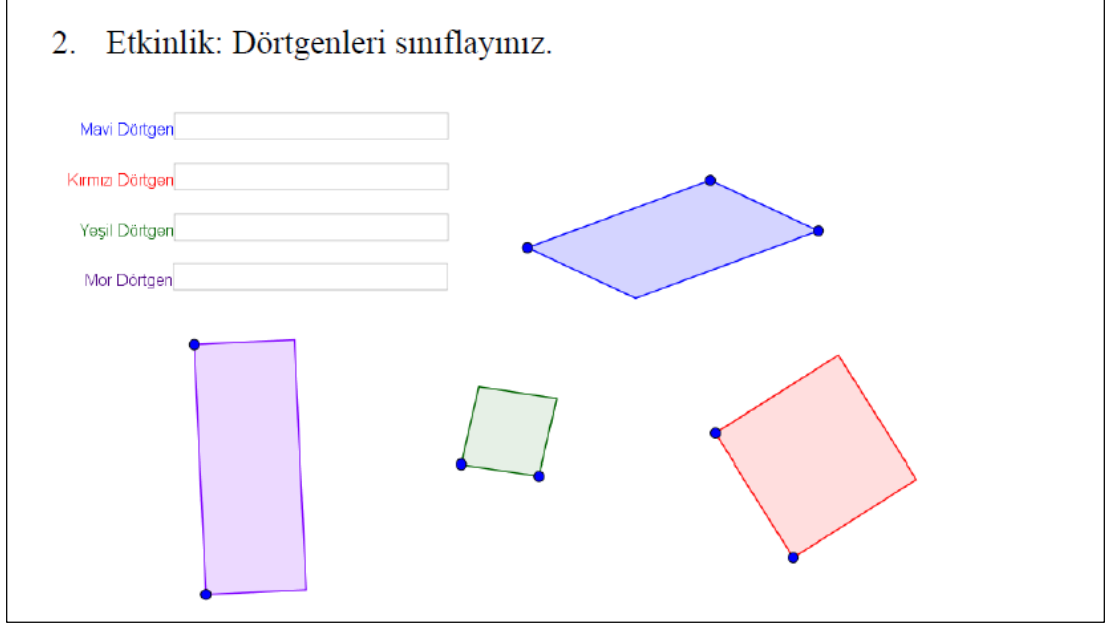 2. Etkinlik: Dörtgenleri sınıflayınız.
Mavi Dörtgen
Kırmızı Dörtgen
Yeşil Dörtgen
Mor Dörtgen